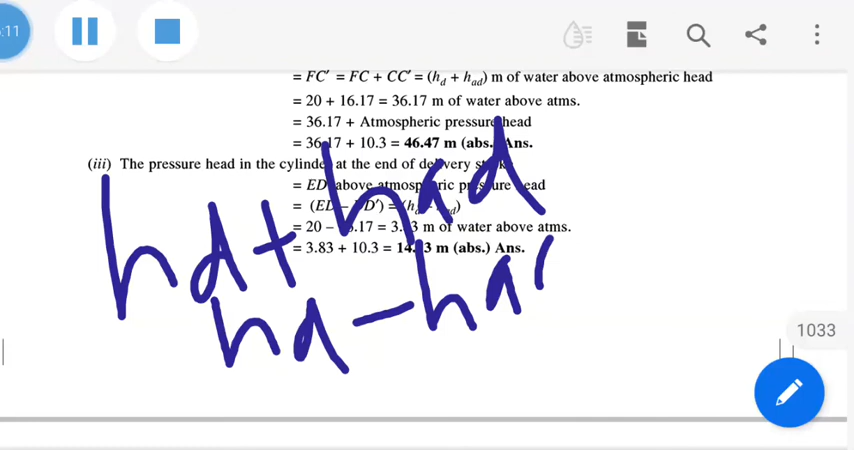 :11
= FC′ = FC + CC′ = (hd + had) m of water above atmospheric head
= 20 + 16.17 = 36.17 m of water above atms.
= 36.17 + Atmospheric pressure head
= 36.17 + 10.3 = 46.47 m (abs.) Ans.
(iii) The pressure head in the cylinder at the end of delivery stroke
= ED′ above atmospheric pressure head
= (ED – DD′) = (hd – had)
= 20 – 16.17 = 3.83 m of water above atms.
= 3.83 + 10.3 = 14.13 m (abs.) Ans.
hd + had
hd – ha
1033